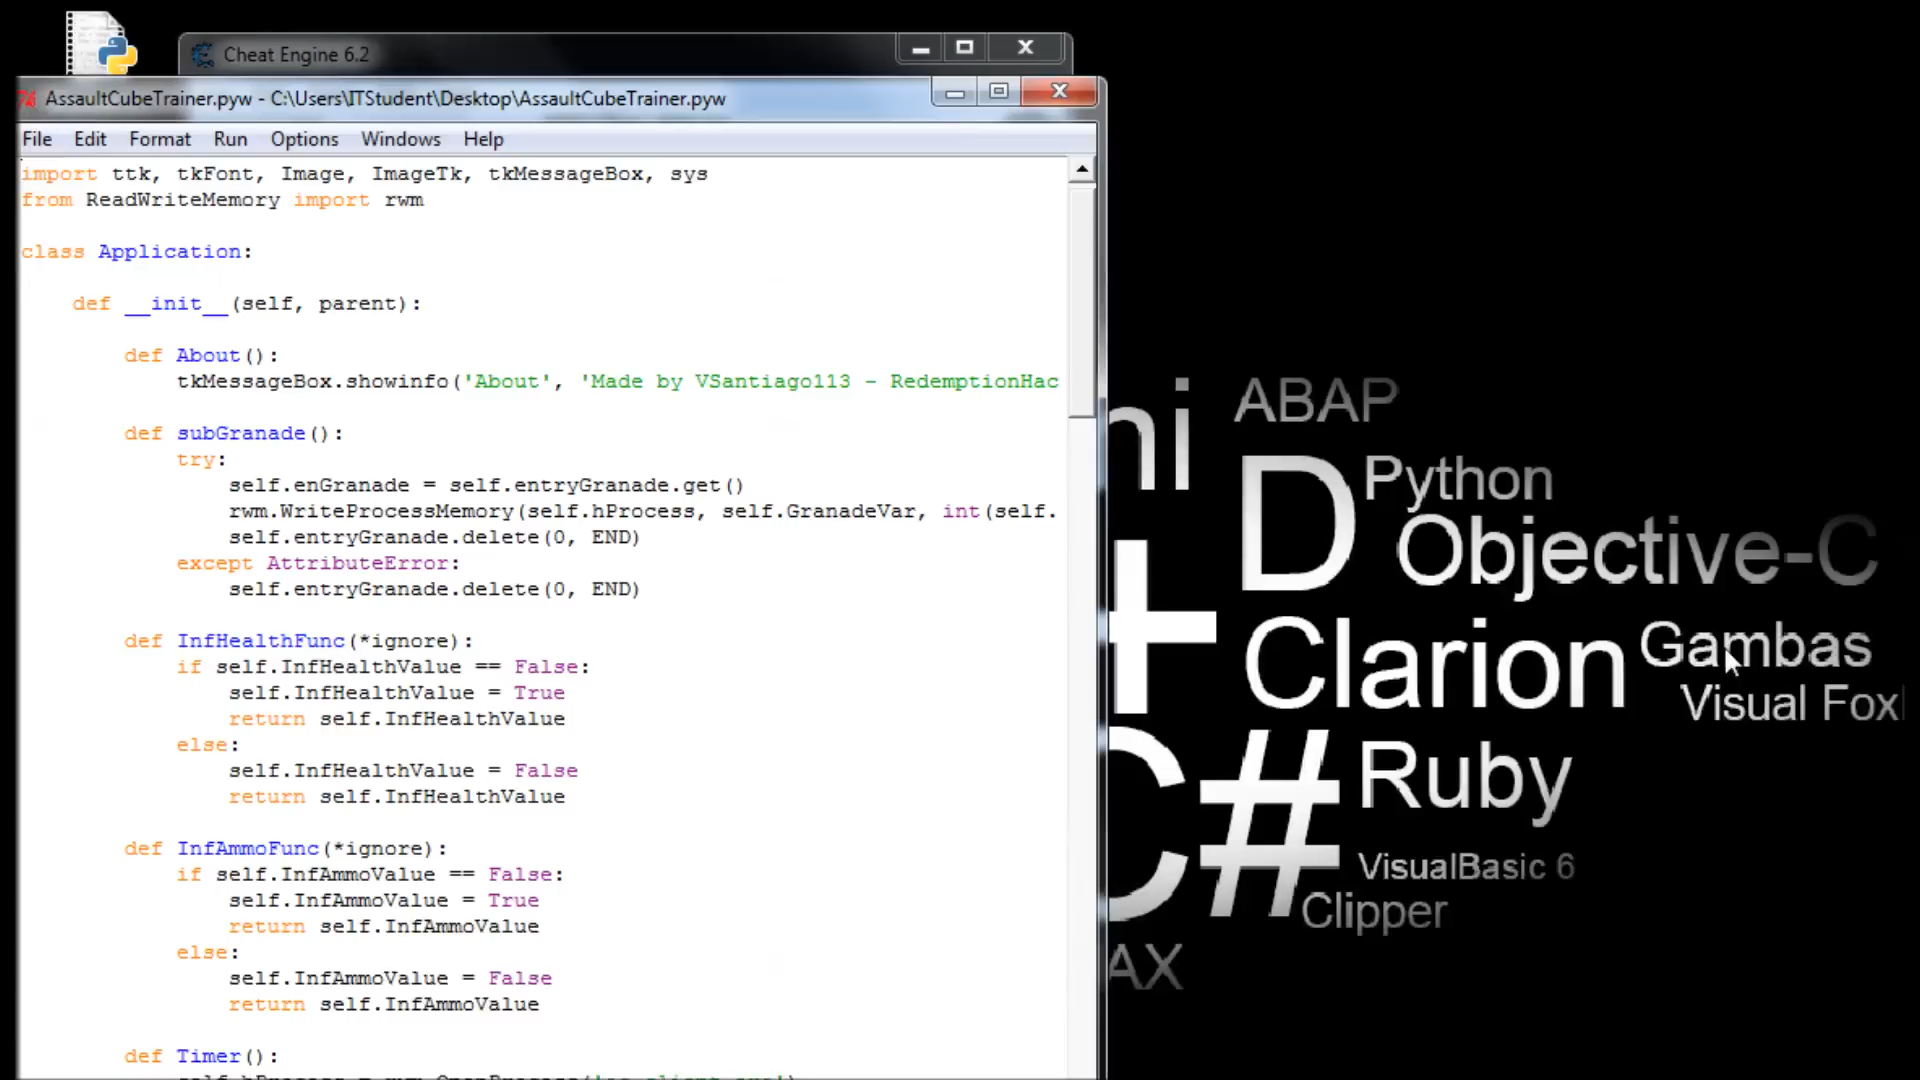 Cheat Engine 6.2
AssaultCubeTrainer.pyw - C:\Users\ITStudent\Desktop\AssaultCubeTrainer.pyw
File Edit Format Run Options Windows Help
import ttk, tkFont, Image, ImageTk, tkMessageBox, sys
from ReadWriteMemory import rwm
class Application:
def __init__(self, parent):
def About():
tkMessageBox.showinfo('About', 'Made by VSantiago113 - RedemptionHac
def subGranade():
try:
self.enGranade = self.entryGranade.get()
rwm.WriteProcessMemory(self.hProcess, self.GranadeVar, int(self.
self.entryGranade.delete(0, END)
except AttributeError:
self.entryGranade.delete(0, END)
def InfHealthFunc(*ignore):
if self.InfHealthValue == False:
self.InfHealthValue = True
return self.InfHealthValue
else:
self.InfHealthValue = False
return self.InfHealthValue
def InfAmmoFunc(*ignore):
if self.InfAmmoValue == False:
self.InfAmmoValue = True
return self.InfAmmoValue
else:
self.InfAmmoValue = False
return self.InfAmmoValue
def Timer():
hi
ABAP
D
Python
Objective-C
+
Clarion
Gambas
Visual Fox
C#
Ruby
VisualBasic 6
Clipper
AX